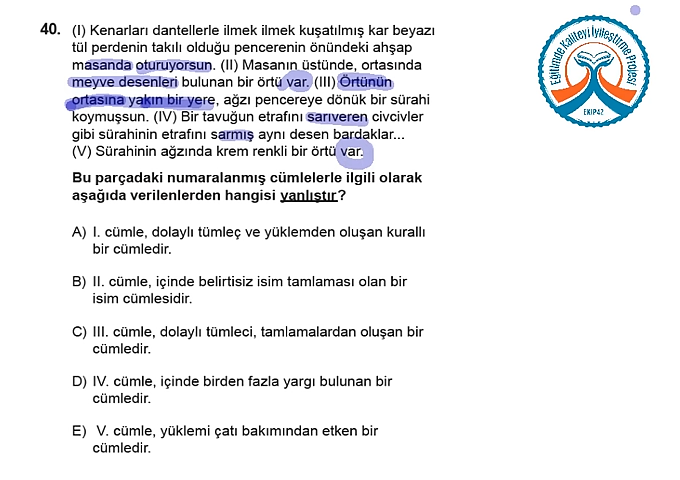 40. (I) Kenarları dantellerle ilmek ilmek kuşatılmış kar beyazı
tül perdenin takılı olduğu pencerenin önündeki ahşap
masanda oturuyorsun. (II) Masanın üstünde, ortasında
meyve desenleri bulunan bir örtü var. (III) Örtünün
ortasına yakın bir yere, ağzı pencereye dönük bir sürahi
koymuşsun. (IV) Bir tavuğun etrafını sarıveren civcivler
gibi sürahinin etrafını sarmış aynı desen bardaklar...
(V) Sürahinin ağzında krem renkli bir örtü var.
Bu parçadaki numaralanmış cümlelerle ilgili olarak
aşağıda verilenlerden hangisi yanlıştır?
A) I. cümle, dolaylı tümleç ve yüklemden oluşan kurallı
bir cümledir.
B) II. cümle, içinde belirtisiz isim tamlaması olan bir
isim cümlesidir.
C) III. cümle, dolaylı tümleci, tamlamalardan oluşan bir
cümledir.
D) IV. cümle, içinde birden fazla yargı bulunan bir
cümledir.
E) V. cümle, yüklemi çatı bakımından etken bir
cümledir.
Eğitimde Kaliteyi İyileştirme Projesi
EKİP42